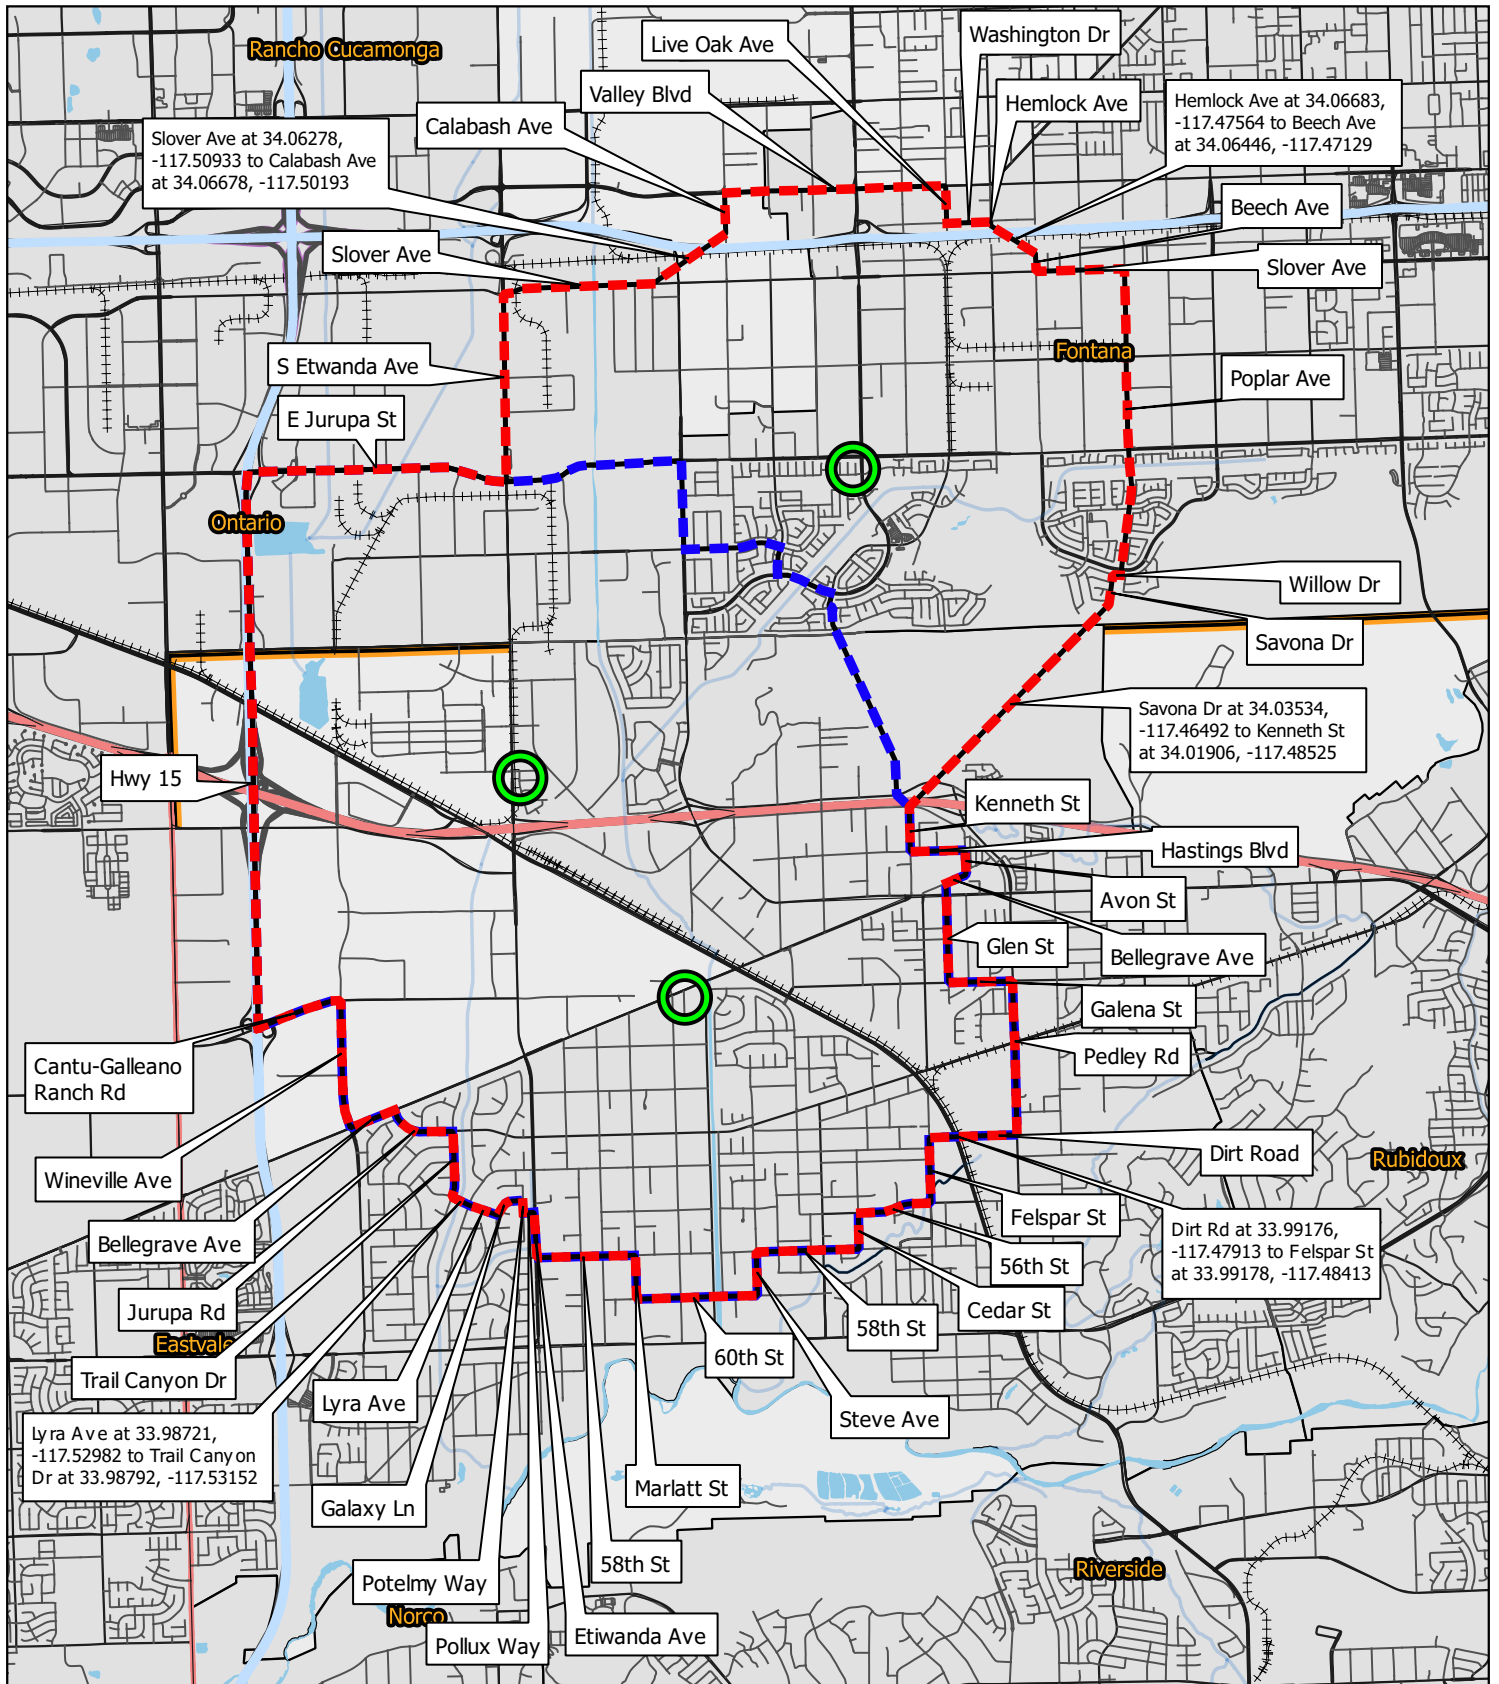 Rancho Cucamonga
Live Oak Ave
Washington Dr
Valley Blvd
Hemlock Ave
Hemlock Ave at 34.06683,
-117.47564 to Beech Ave
at 34.06446, -117.47129
Calabash Ave
Slover Ave at 34.06278,
-117.50933 to Calabash Ave
at 34.06678, -117.50193
Beech Ave
Slover Ave
Slover Ave
Fontana
S Etwanda Ave
Poplar Ave
E Jurupa St
Ontario
Willow Dr
Savona Dr
Savona Dr at 34.03534,
-117.46492 to Kenneth St
at 34.01906, -117.48525
Hwy 15
Kenneth St
Hastings Blvd
Avon St
Glen St
Bellegrave Ave
Galena St
Pedley Rd
Cantu-Galleano
Ranch Rd
Dirt Road
Rubidoux
Wineville Ave
Felspar St
Bellegrave Ave
Dirt Rd at 33.99176,
-117.47913 to Felspar St
at 33.99178, -117.48413
56th St
Jurupa Rd
Cedar St
58th St
Eastvale
60th St
Trail Canyon Dr
Lyra Ave
Steve Ave
Lyra Ave at 33.98721,
-117.52982 to Trail Canyon
Dr at 33.98792, -117.53152
Marlatt St
Galaxy Ln
58th St
Riverside
Potelmy Way
Norco
Etiwanda Ave
Pollux Way